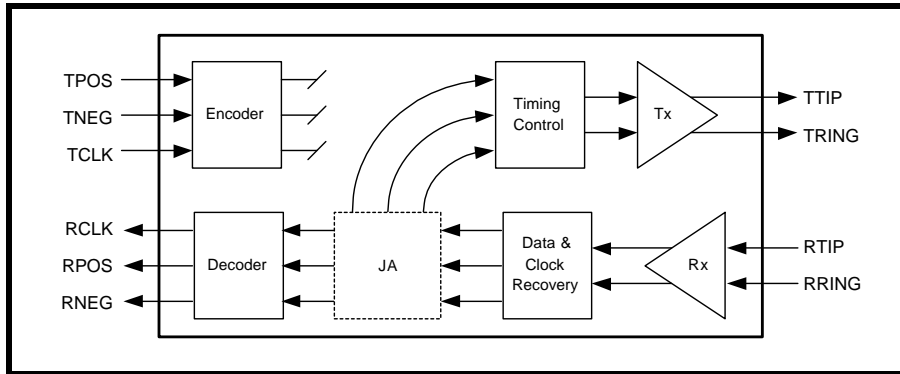 TPOS
TNEG
TCLK
Encoder
Timing
Control
Tx
TTIP
TRING
RCLK
RPOS
RNEG
Decoder
JA
Data &
Clock
Recovery
Rx
RTIP
RRING